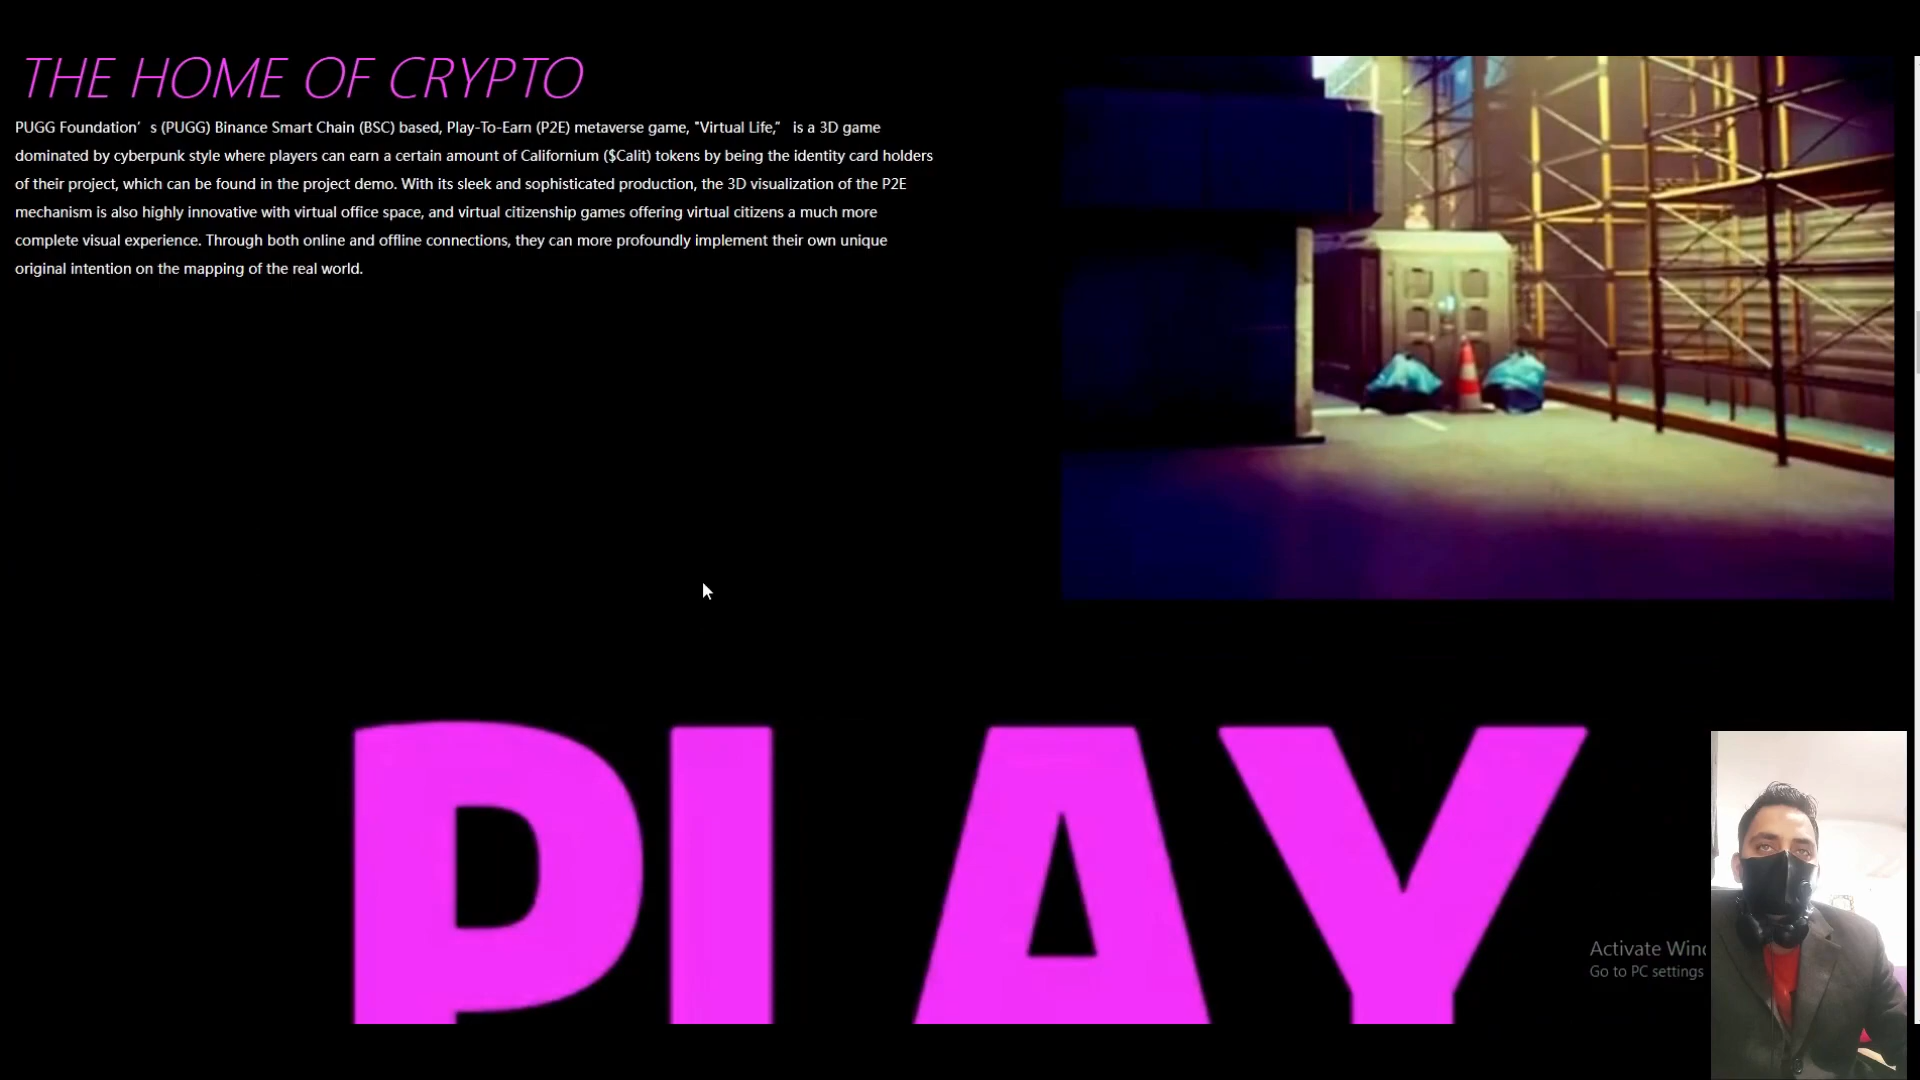 THE HOME OF CRYPTO
PUGG Foundation’ s (PUGG) Binance Smart Chain (BSC) based, Play-To-Earn (P2E) metaverse game, "Virtual Life,” is a 3D game
dominated by cyberpunk style where players can earn a certain amount of Californium ($Calit) tokens by being the identity card holders
of their project, which can be found in the project demo. With its sleek and sophisticated production, the 3D visualization of the P2E
mechanism is also highly innovative with virtual office space, and virtual citizenship games offering virtual citizens a much more
complete visual experience. Through both online and offline connections, they can more profoundly implement their own unique
original intention on the mapping of the real world.
PLAY
Activate Wind
Go to PC settings